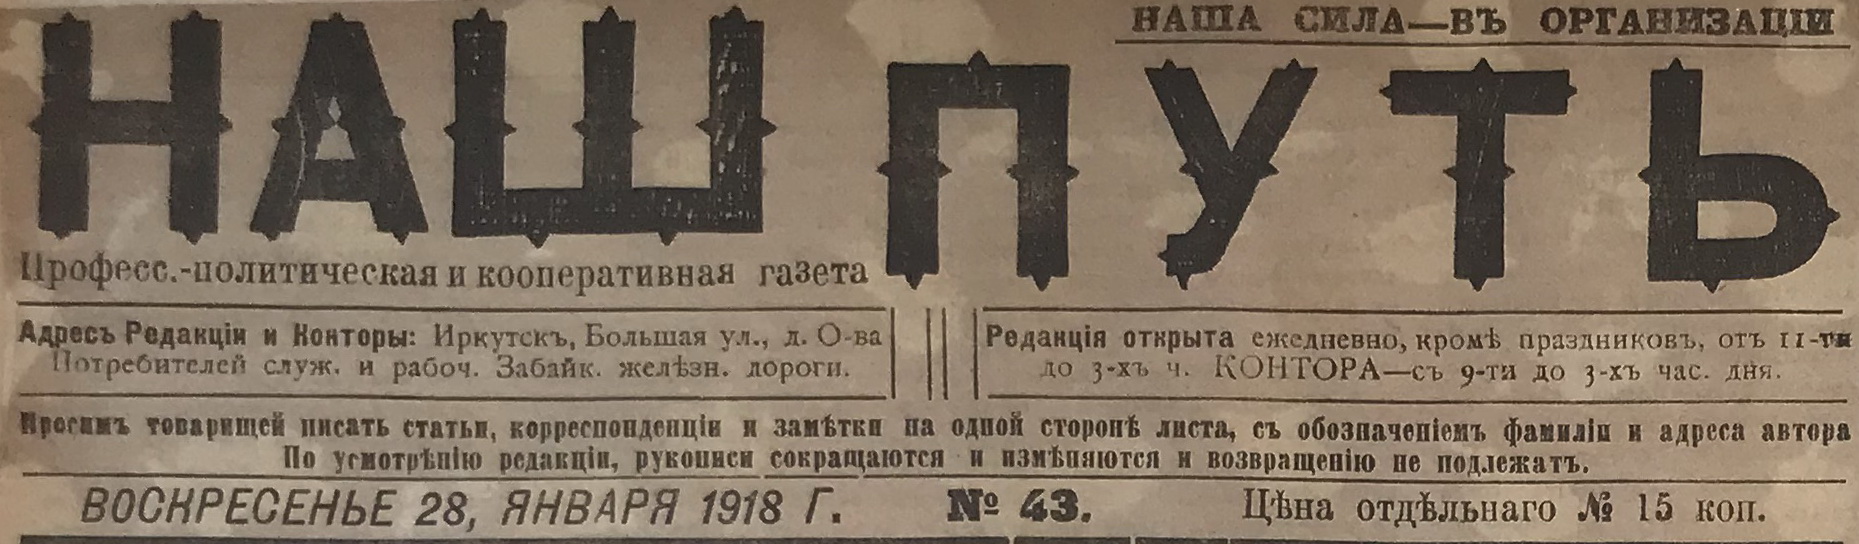 НАША СИЛА—ВЪ ОРГАНИЗАЦІИ
НАШ ПУТЬ
Професс.-политическая и кооперативная газета
Адресъ Редакціи и Конторы: Иркутскъ, Большая ул., д. О-ва
Потребителей служ. и рабоч. Забайк. желѣзн. дороги.
Редакція открыта ежедневно, кромѣ праздниковъ, отъ 11-ти
до 3-хъ ч. КОНТОРА—съ 9-ти до 3-хъ час. дня.
Просимъ товарищей писать статьи, корреспонденціи и замѣтки на одной сторонѣ листа, съ обозначеніемъ фамиліи и адреса автора
По усмотрѣнію редакціи, рукописи сокращаются и измѣняются и возвращенію не подлежатъ.
ВОСКРЕСЕНЬЕ 28, ЯНВАРЯ 1918 Г. № 43. Цѣна отдѣльнаго № 15 коп.